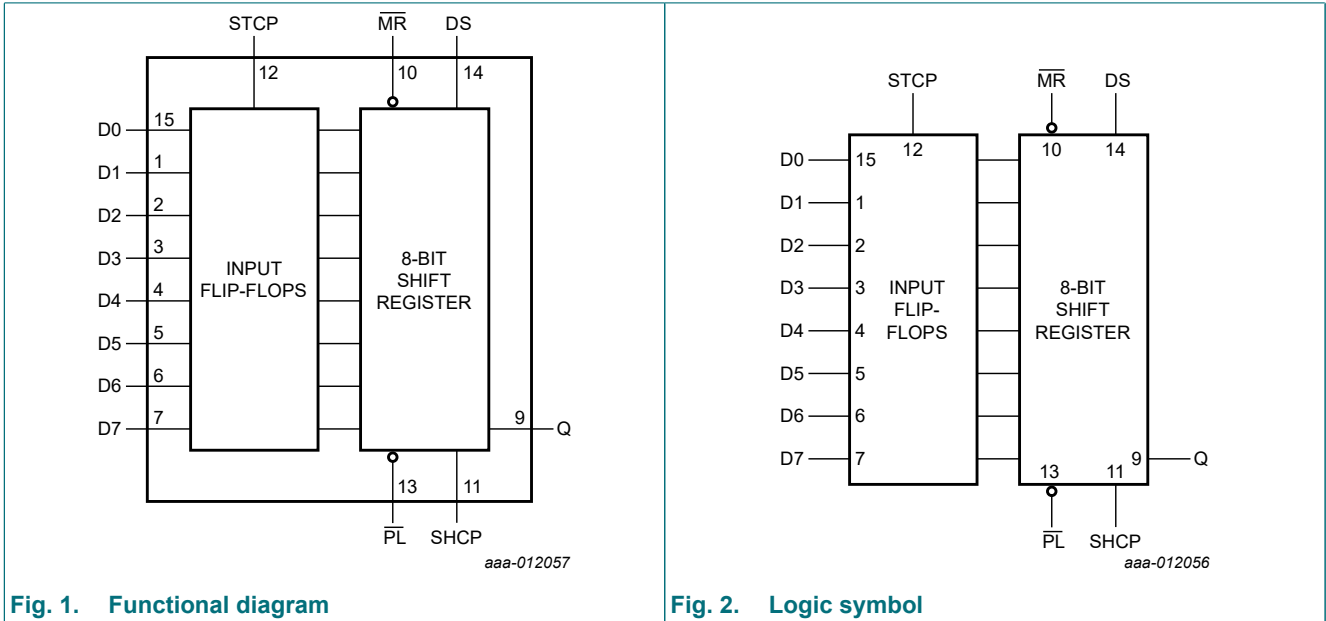 STCP
M̅R̅
DS
12
10
14
D0
15
D1
1
D2
2
D3
3
D4
4
D5
5
D6
6
D7
7
INPUT
FLIP-FLOPS
8-BIT
SHIFT
REGISTER
9
Q
13
11
P̅L̅
SHCP
aaa-012057
Fig. 1. Functional diagram
STCP
M̅R̅
DS
12
10
14
D0
15
D1
1
D2
2
D3
3
D4
4
D5
5
D6
6
D7
7
INPUT
FLIP-
FLOPS
8-BIT
SHIFT
REGISTER
9
Q
13
11
P̅L̅
SHCP
aaa-012056
Fig. 2. Logic symbol